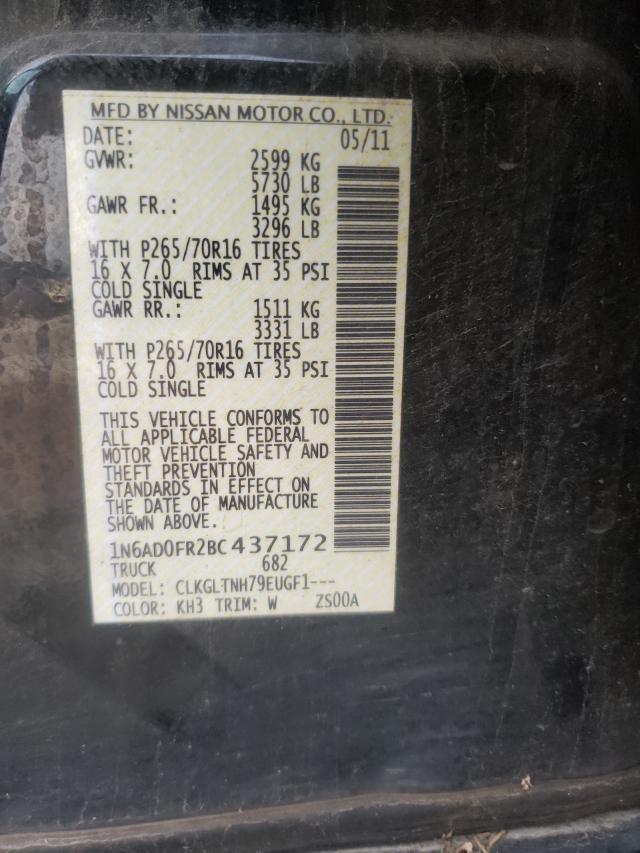 MFD BY NISSAN MOTOR CO., LTD.
DATE: 05/11
GVWR: 2599 KG
5730 LB
GAWR FR.: 1495 KG
3296 LB
WITH P265/70R16 TIRES
16 X 7.0 RIMS AT 35 PSI
COLD SINGLE
GAWR RR.: 1511 KG
3331 LB
WITH P265/70R16 TIRES
16 X 7.0 RIMS AT 35 PSI
COLD SINGLE
THIS VEHICLE CONFORMS TO
ALL APPLICABLE FEDERAL
MOTOR VEHICLE SAFETY AND
THEFT PREVENTION
STANDARDS IN EFFECT ON
THE DATE OF MANUFACTURE
SHOWN ABOVE.
1N6AD0FR2BC437172
TRUCK 682
MODEL: CLKGLTNH79EUGF1---
COLOR: KH3 TRIM: W ZS00A